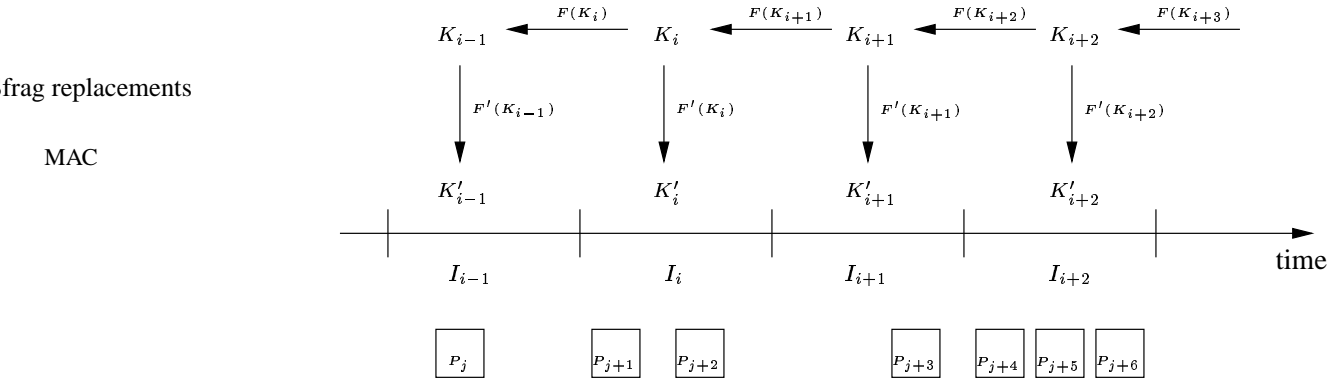 F(K_i) F(K_{i+1}) F(K_{i+2}) F(K_{i+3})
K_{i−1} K_i K_{i+1} K_{i+2}
frag replacements
F′(K_{i−1}) F′(K_i) F′(K_{i+1}) F′(K_{i+2})
MAC
K′_{i−1} K′_i K′_{i+1} K′_{i+2}
time
I_{i−1} I_i I_{i+1} I_{i+2}
P_j P_{j+1} P_{j+2} P_{j+3} P_{j+4} P_{j+5} P_{j+6}